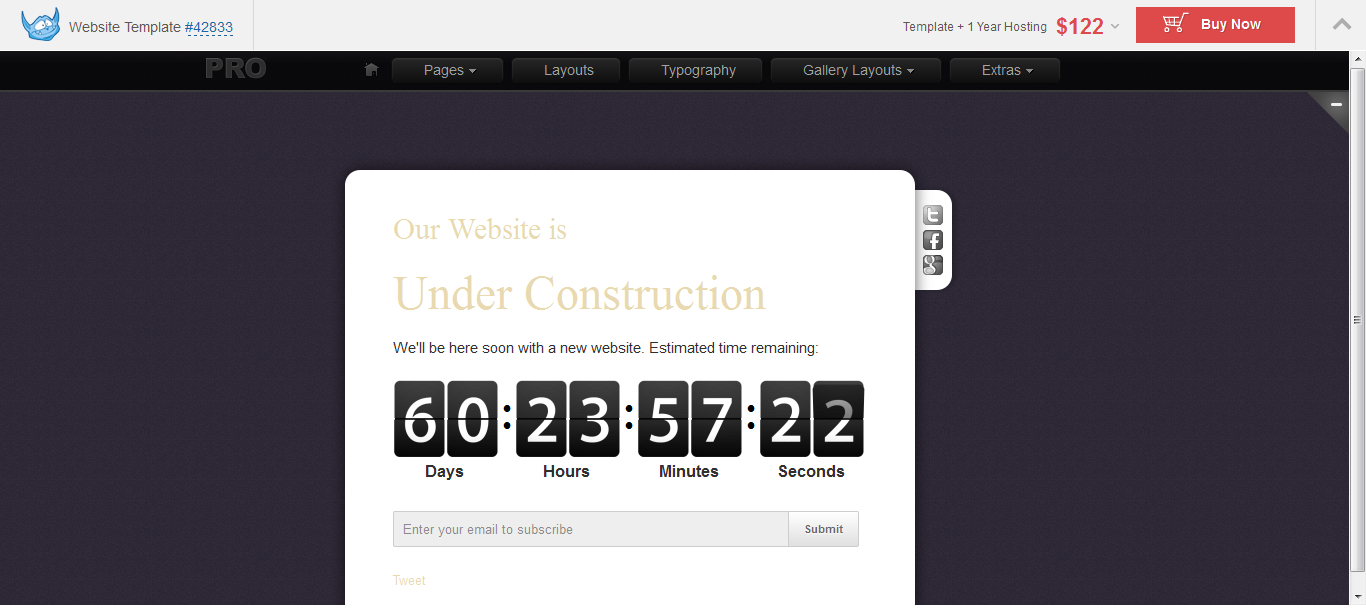 Website Template #42833
Template + 1 Year Hosting $122
Buy Now
PRO
Pages
Layouts
Typography
Gallery Layouts
Extras
Our Website is
Under Construction
We'll be here soon with a new website. Estimated time remaining:
60:23:57:22
Days Hours Minutes Seconds
Enter your email to subscribe
Submit
Tweet